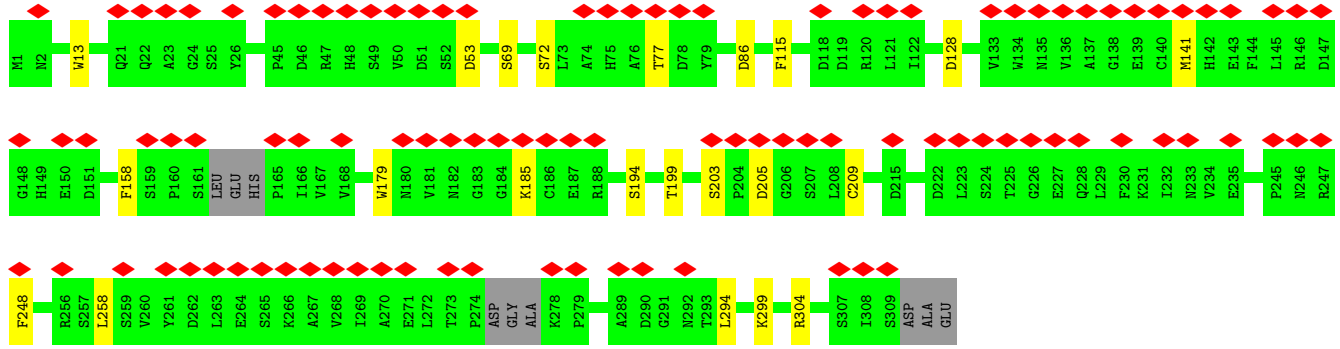 M1 N2 W13 Q21 Q22 A23 G24 S25 Y26 P45 D46 R47 H48 S49 V50 D51 S52 D53 S69 S72 L73 A74 H75 A76 T77 D78 Y79 D86 F115 D118 D119 R120 L121 I122 D128 V133 W134 N135 V136 A137 G138 E139 C140 M141 H142 E143 F144 L145 R146 D147
G148 H149 E150 D151 F158 S159 P160 S161 LEU GLU HIS P165 I166 V167 V168 W179 N180 V181 N182 G183 G184 K185 C186 E187 R188 S194 T199 S203 P204 D205 G206 S207 L208 C209 D215 D222 L223 S224 T225 G226 E227 Q228 L229 F230 K231 I232 N233 V234 E235 P245 N246 R247
F248 R256 S257 L258 S259 V260 Y261 D262 L263 E264 S265 K266 A267 V268 I269 A270 E271 L272 T273 P274 ASP GLY ALA K278 P279 A289 D290 G291 N292 T293 L294 K299 R304 S307 I308 S309 ASP ALA GLU